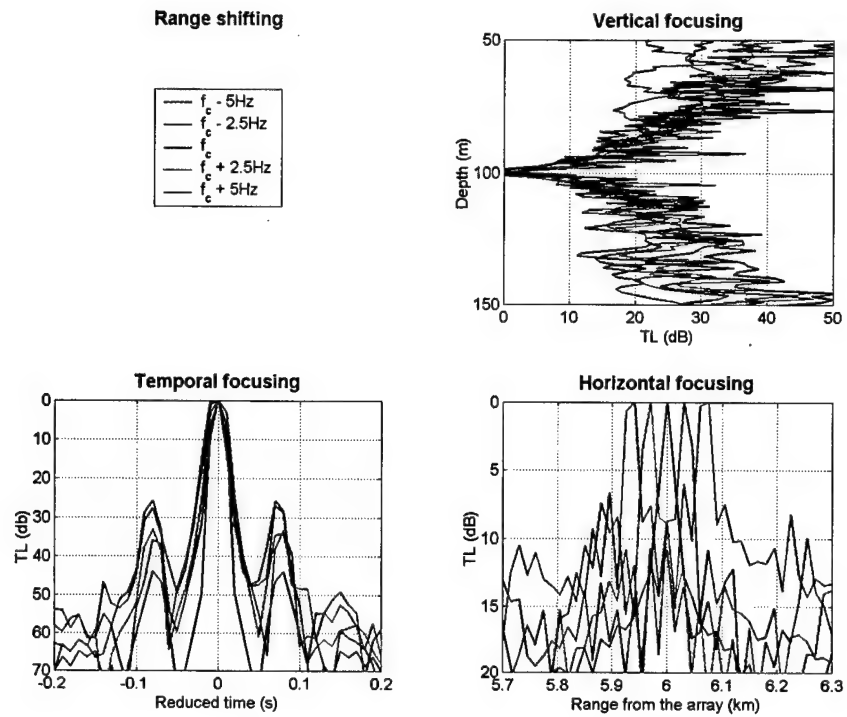 Range shifting
f_c - 5Hz
f_c - 2.5Hz
f_c
f_c + 2.5Hz
f_c + 5Hz
Vertical focusing
50
100
150
Depth (m)
0 10 20 30 40 50
TL (dB)
Temporal focusing
0
10
20
30
40
50
60
70
TL (db)
-0.2 -0.1 0 0.1 0.2
Reduced time (s)
Horizontal focusing
0
5
10
15
20
TL (dB)
5.7 5.8 5.9 6 6.1 6.2 6.3
Range from the array (km)